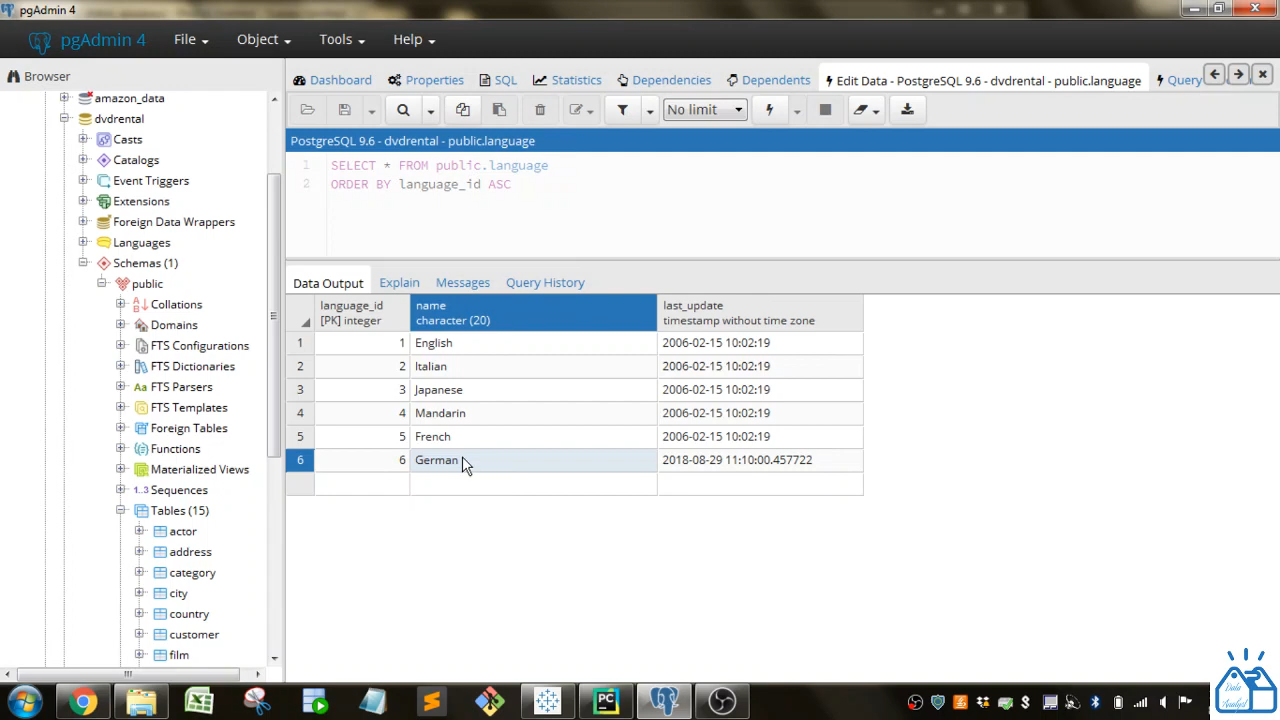 pgAdmin 4
pgAdmin 4
File
Object
Tools
Help
Browser
amazon_data
dvdrental
Casts
Catalogs
Event Triggers
Extensions
Foreign Data Wrappers
Languages
Schemas (1)
public
Collations
Domains
FTS Configurations
FTS Dictionaries
Aa FTS Parsers
FTS Templates
Foreign Tables
Functions
Materialized Views
1..3 Sequences
Tables (15)
actor
address
category
city
country
customer
film
Dashboard
Properties
SQL
Statistics
Dependencies
Dependents
Edit Data - PostgreSQL 9.6 - dvdrental - public.language
Query
No limit
PostgreSQL 9.6 - dvdrental - public.language
1 SELECT * FROM public.language
2 ORDER BY language_id ASC
Data Output
Explain
Messages
Query History
language_id
[PK] integer
name
character (20)
last_update
timestamp without time zone
1 1 English 2006-02-15 10:02:19
2 2 Italian 2006-02-15 10:02:19
3 3 Japanese 2006-02-15 10:02:19
4 4 Mandarin 2006-02-15 10:02:19
5 5 French 2006-02-15 10:02:19
6 6 German 2018-08-29 11:10:00.457722
PC
Data
Analyst